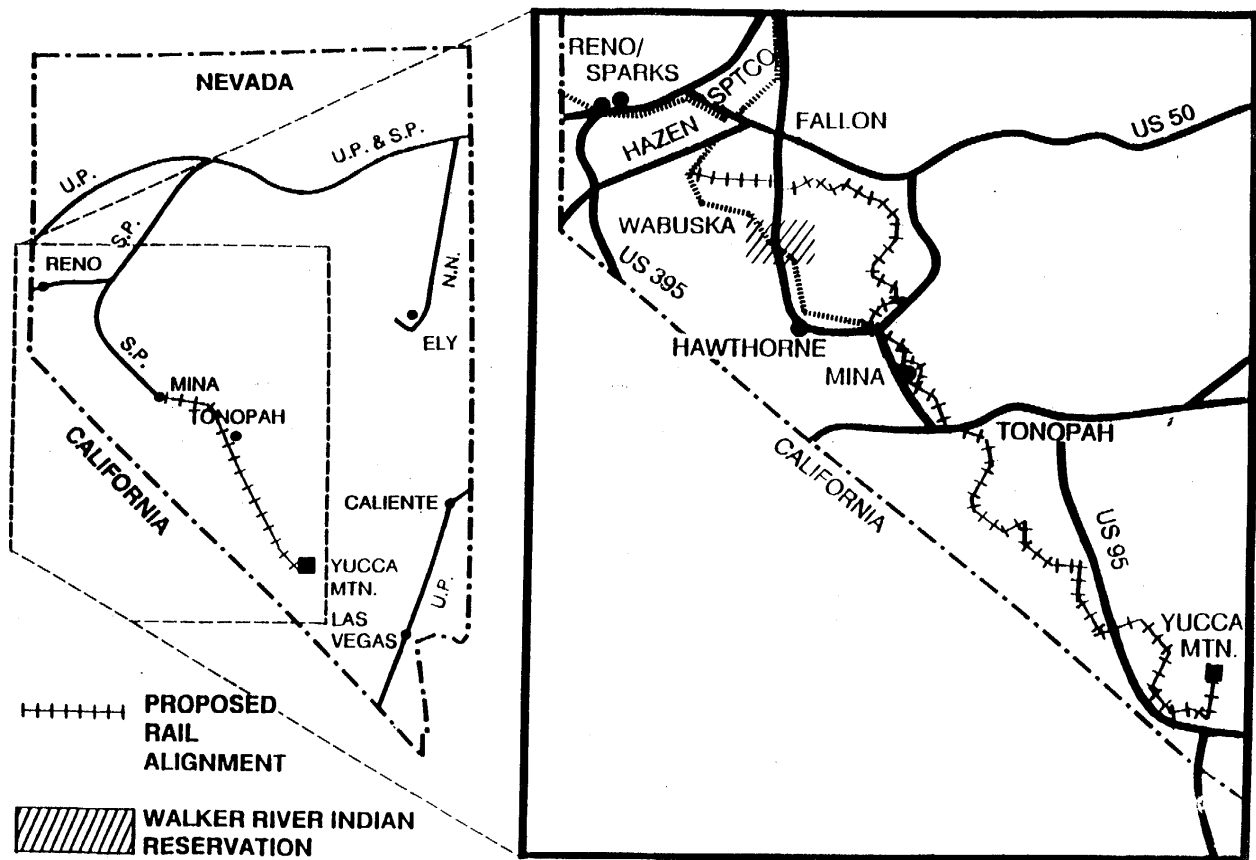 NEVADA
U.P. & S.P.
U.P.
S.P.
RENO
N.N.
ELY
S.P.
MINA
TONOPAH
CALIFORNIA
CALIENTE
YUCCA
MTN.
U.P.
LAS
VEGAS
PROPOSED
RAIL
ALIGNMENT
WALKER RIVER INDIAN
RESERVATION
RENO/
SPARKS
SPTCO
FALLON
US 50
HAZEN
WABUSKA
US 395
HAWTHORNE
MINA
TONOPAH
CALIFORNIA
US 95
YUCCA
MTN.